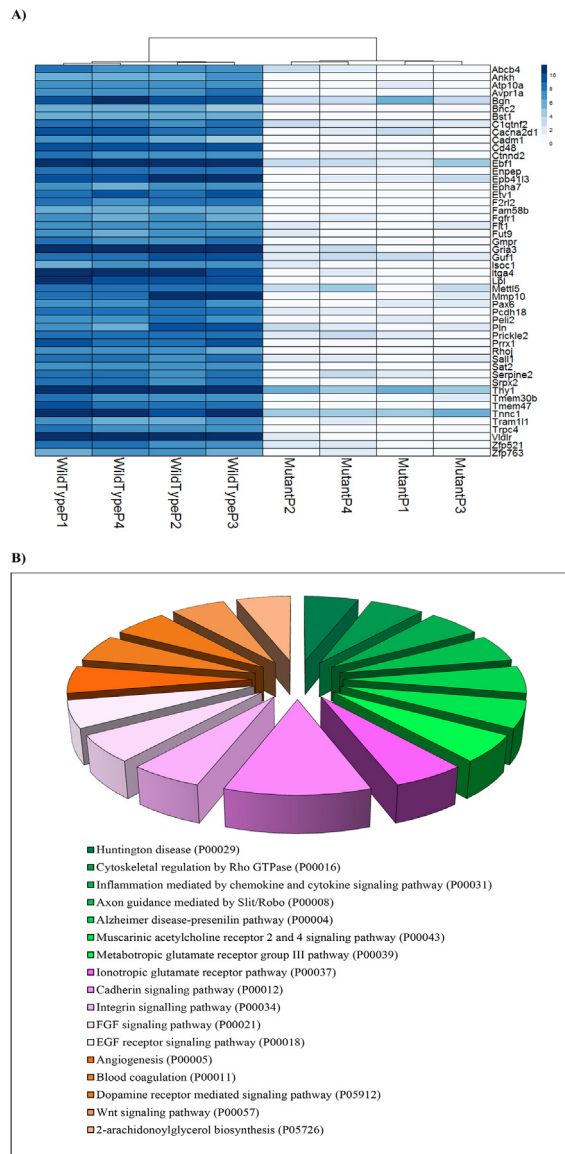 A)
Abcb4
Ankh
Atp10a
Avpr1a
Bgn
Bnc2
Bst1
C1qtnf2
Cacna2d1
Cadm1
Cd48
Ctnnd2
Ebf1
Enpep
Epb41l3
Epha7
Etv1
F2rl2
Fam58b
Fgfr1
Flt1
Fut9
Gmpr
Gria3
Guf1
Isoc1
Itga4
Lpl
Mettl5
Mmp10
Pax6
Pcdh18
Peli2
Pln
Prickle2
Prrx1
Rhoj
Sall1
Sat2
Serpine2
Srpx2
Thy1
Tmem30b
Tmem47
Tnnc1
Tram1l1
Trpc4
Vldlr
Zfp521
Zfp763
10
8
6
4
2
0
WildTypeP1
WildTypeP4
WildTypeP2
WildTypeP3
MutantP2
MutantP4
MutantP1
MutantP3
B)
Huntington disease (P00029)
Cytoskeletal regulation by Rho GTPase (P00016)
Inflammation mediated by chemokine and cytokine signaling pathway (P00031)
Axon guidance mediated by Slit/Robo (P00008)
Alzheimer disease-presenilin pathway (P00004)
Muscarinic acetylcholine receptor 2 and 4 signaling pathway (P00043)
Metabotropic glutamate receptor group III pathway (P00039)
Ionotropic glutamate receptor pathway (P00037)
Cadherin signaling pathway (P00012)
Integrin signalling pathway (P00034)
FGF signaling pathway (P00021)
EGF receptor signaling pathway (P00018)
Angiogenesis (P00005)
Blood coagulation (P00011)
Dopamine receptor mediated signaling pathway (P05912)
Wnt signaling pathway (P00057)
2-arachidonoylglycerol biosynthesis (P05726)